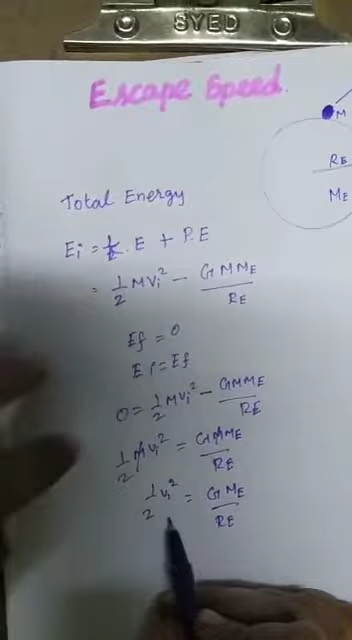 SYED
Escape Speed.
M
RE
ME
Total Energy
Ei = K.E + P.E
= 1/2 MVi² - GMME/RE
Ef = 0
Ei = Ef
0 = 1/2 MVi² - GMME/RE
1/2 MVi² = GMME/RE
1/2 Vi² = GME/RE